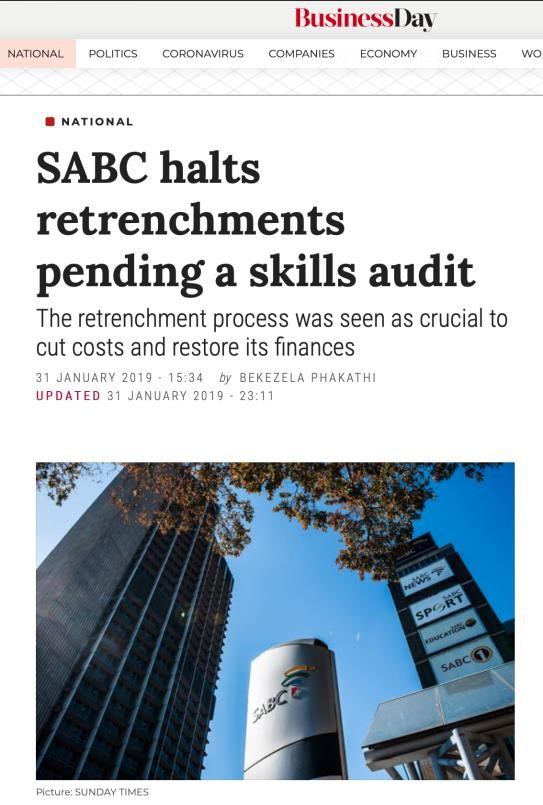 BusinessDay
NATIONAL POLITICS CORONAVIRUS COMPANIES ECONOMY BUSINESS WO
NATIONAL
SABC halts
retrenchments
pending a skills audit
The retrenchment process was seen as crucial to
cut costs and restore its finances
31 JANUARY 2019 - 15:34 by BEKEZELA PHAKATHI
UPDATED 31 JANUARY 2019 - 23:11
SABC
NEWS
SABC
SPORT
SABC
EDUCATION
SABC 1
SABC
Picture: SUNDAY TIMES